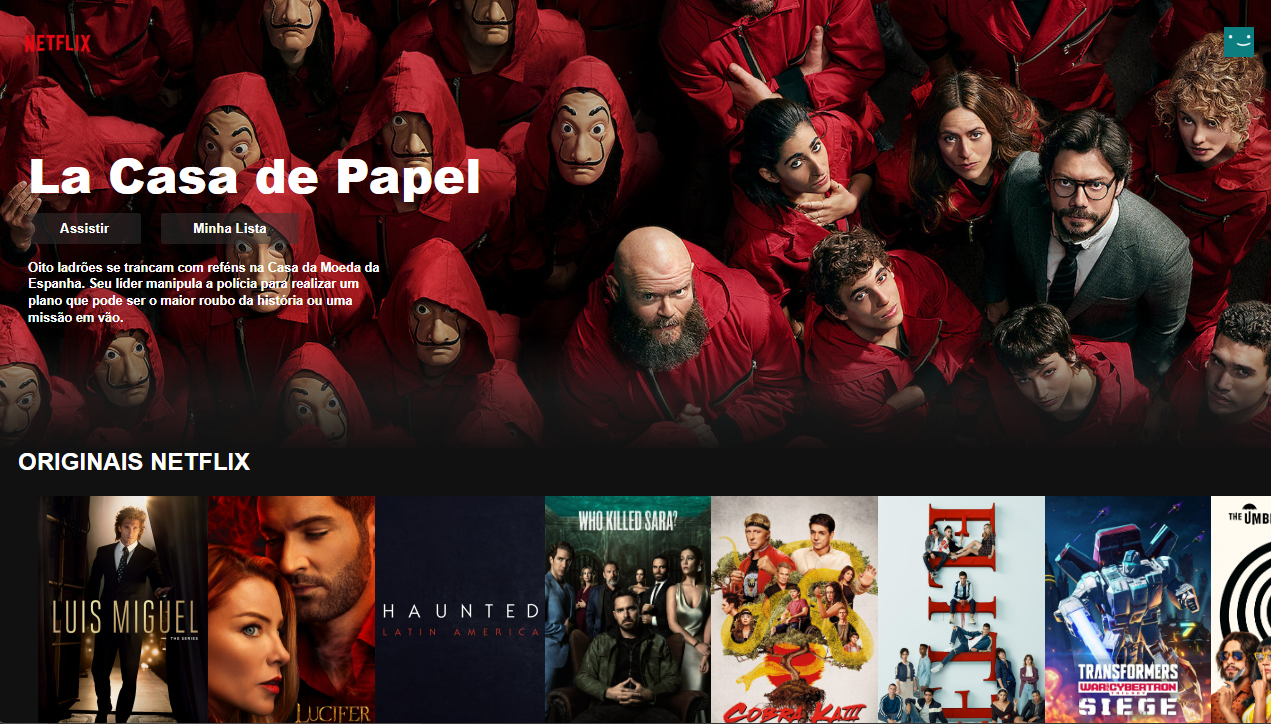 NETFLIX
La Casa de Papel
Assistir
Minha Lista
Oito ladrões se trancam com reféns na Casa da Moeda da
Espanha. Seu líder manipula a polícia para realizar um
plano que pode ser o maior roubo da história ou uma
missão em vão.
ORIGINAIS NETFLIX
LUIS MIGUEL
THE SERIES
LUCIFER
HAUNTED
LATIN AMERICA
WHO KILLED SARA?
COBRA KAI
ELITE
TRANSFORMERS
WAR FOR CYBERTRON
TRILOGY
SIEGE
THE UMB